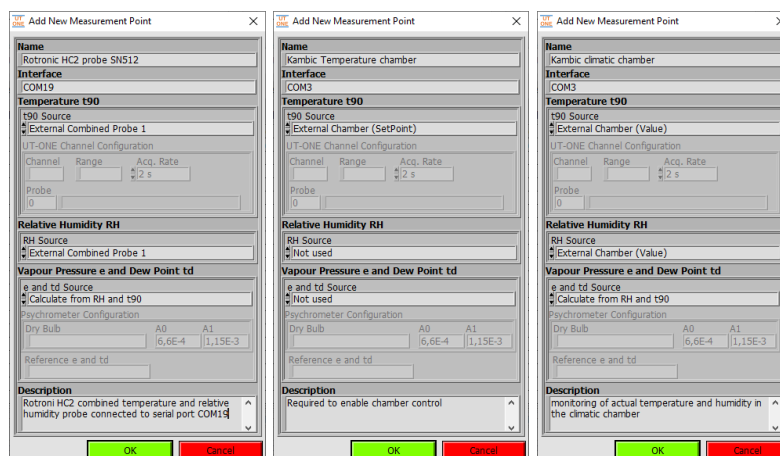 UT ONE Add New Measurement Point
Name
Rotronic HC2 probe SN512
Interface
COM19
Temperature t90
t90 Source
External Combined Probe 1
UT-ONE Channel Configuration
Channel Range Acq. Rate
2 s
Probe
0
Relative Humidity RH
RH Source
External Combined Probe 1
Vapour Pressure e and Dew Point td
e and td Source
Calculate from RH and t90
Psychrometer Configuration
Dry Bulb A0 A1
6,6E-4 1,15E-3
Reference e and td
Description
Rotroni HC2 combined temperature and relative
humidity probe connected to serial port COM19
OK Cancel
UT ONE Add New Measurement Point
Name
Kambic Temperature chamber
Interface
COM3
Temperature t90
t90 Source
External Chamber (SetPoint)
UT-ONE Channel Configuration
Channel Range Acq. Rate
2 s
Probe
0
Relative Humidity RH
RH Source
Not used
Vapour Pressure e and Dew Point td
e and td Source
Not used
Psychrometer Configuration
Dry Bulb A0 A1
6,6E-4 1,15E-3
Reference e and td
Description
Required to enable chamber control
OK Cancel
UT ONE Add New Measurement Point
Name
Kambic climatic chamber
Interface
COM3
Temperature t90
t90 Source
External Chamber (Value)
UT-ONE Channel Configuration
Channel Range Acq. Rate
2 s
Probe
0
Relative Humidity RH
RH Source
External Chamber (Value)
Vapour Pressure e and Dew Point td
e and td Source
Calculate from RH and t90
Psychrometer Configuration
Dry Bulb A0 A1
6,6E-4 1,15E-3
Reference e and td
Description
monitoring of actual temperature and humidity in
the climatic chamber
OK Cancel